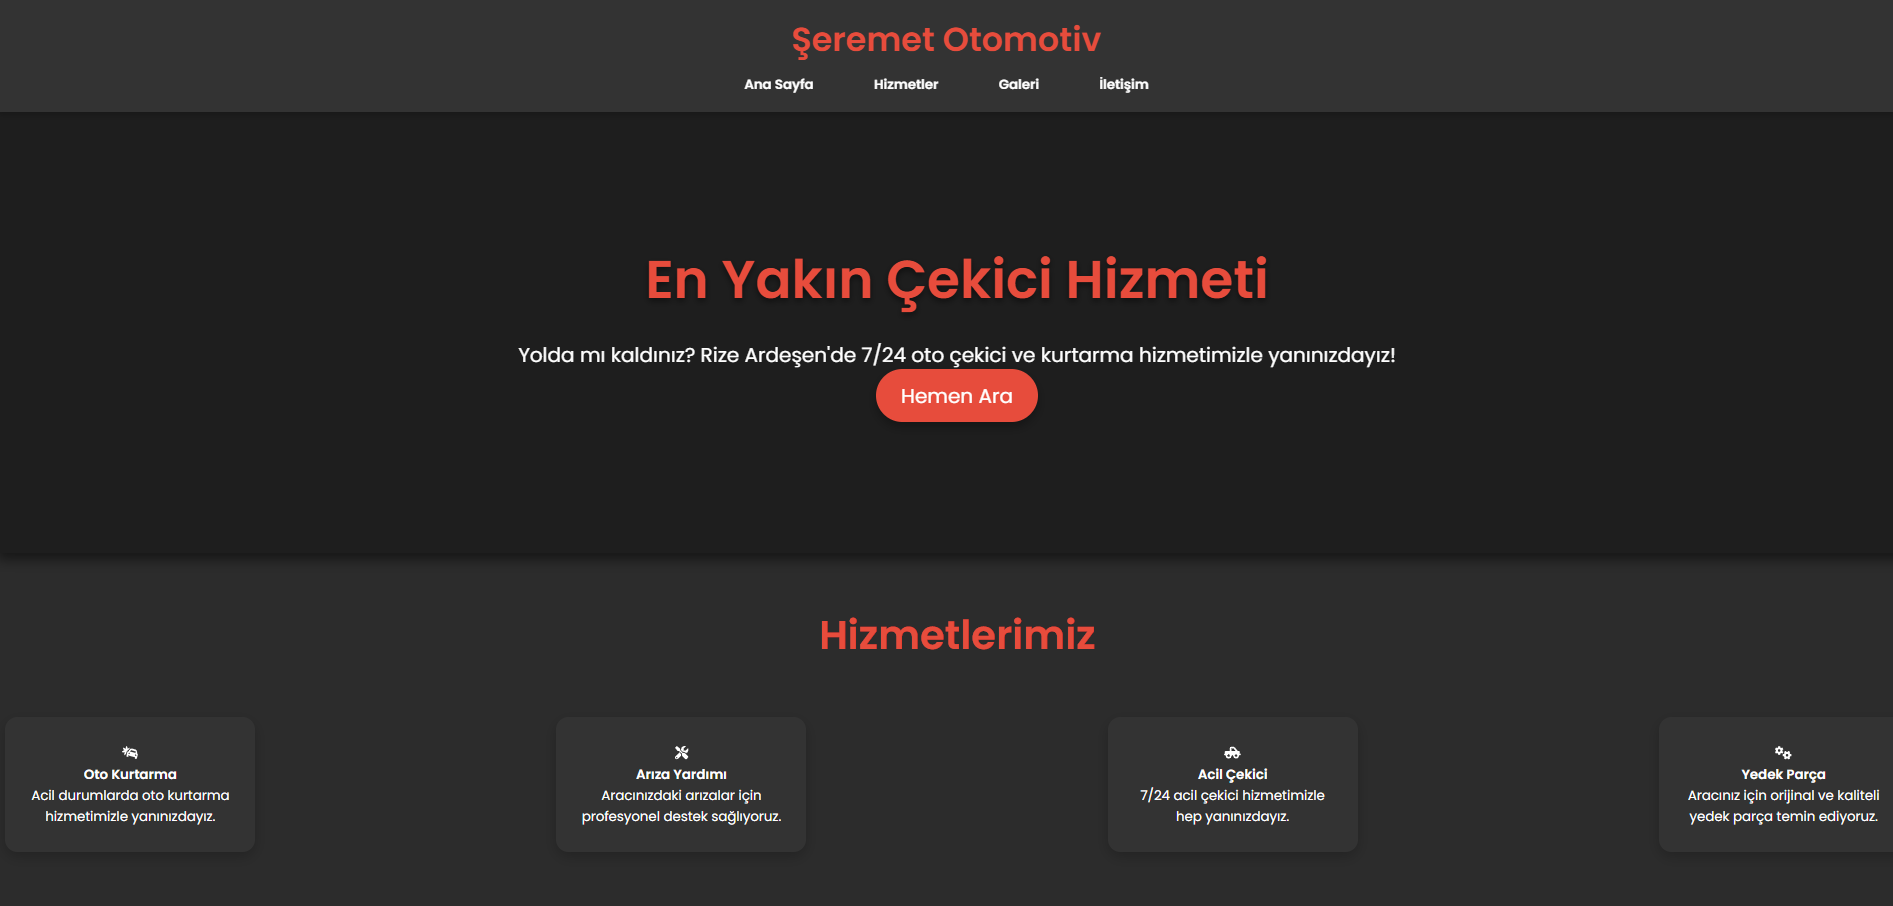 Şeremet Otomotiv
Ana Sayfa Hizmetler Galeri İletişim
En Yakın Çekici Hizmeti
Yolda mı kaldınız? Rize Ardeşen'de 7/24 oto çekici ve kurtarma hizmetimizle yanınızdayız!
Hemen Ara
Hizmetlerimiz
Oto Kurtarma
Acil durumlarda oto kurtarma
hizmetimizle yanınızdayız.
Arıza Yardımı
Aracınızdaki arızalar için
profesyonel destek sağlıyoruz.
Acil Çekici
7/24 acil çekici hizmetimizle
hep yanınızdayız.
Yedek Parça
Aracınız için orijinal ve kaliteli
yedek parça temin ediyoruz.